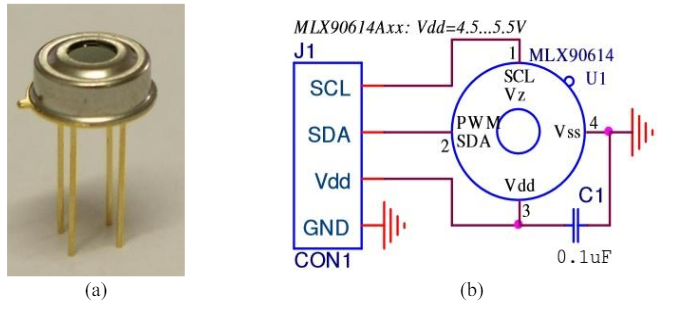 MLX90614Axx: Vdd=4.5...5.5V
J1
1
MLX90614
SCL
SCL
Vz
U1
SDA
PWM
2
SDA
Vss
4
Vdd
Vdd
3
C1
GND
CON1
0.1uF
(a)
(b)